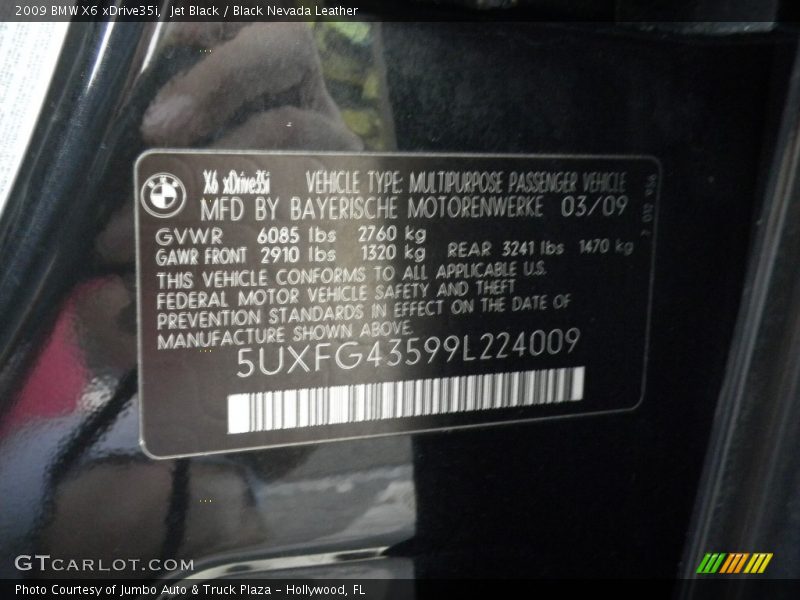 2009 BMW X6 xDrive35i, Jet Black / Black Nevada Leather
BMW
X6 xDrive35i VEHICLE TYPE: MULTIPURPOSE PASSENGER VEHICLE
MFD BY BAYERISCHE MOTORENWERKE 03/09
GVWR 6085 lbs 2760 kg
GAWR FRONT 2910 lbs 1320 kg REAR 3241 lbs 1470 kg
THIS VEHICLE CONFORMS TO ALL APPLICABLE U.S.
FEDERAL MOTOR VEHICLE SAFETY AND THEFT
PREVENTION STANDARDS IN EFFECT ON THE DATE OF
MANUFACTURE SHOWN ABOVE.
5UXFG43599L224009
GTCARLOT.COM
Photo Courtesy of Jumbo Auto & Truck Plaza - Hollywood, FL